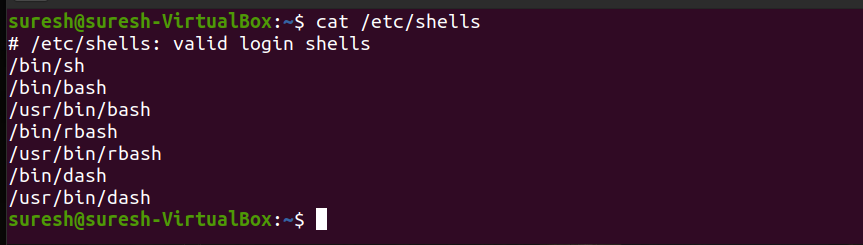 suresh@suresh-VirtualBox:~$ cat /etc/shells
# /etc/shells: valid login shells
/bin/sh
/bin/bash
/usr/bin/bash
/bin/rbash
/usr/bin/rbash
/bin/dash
/usr/bin/dash
suresh@suresh-VirtualBox:~$